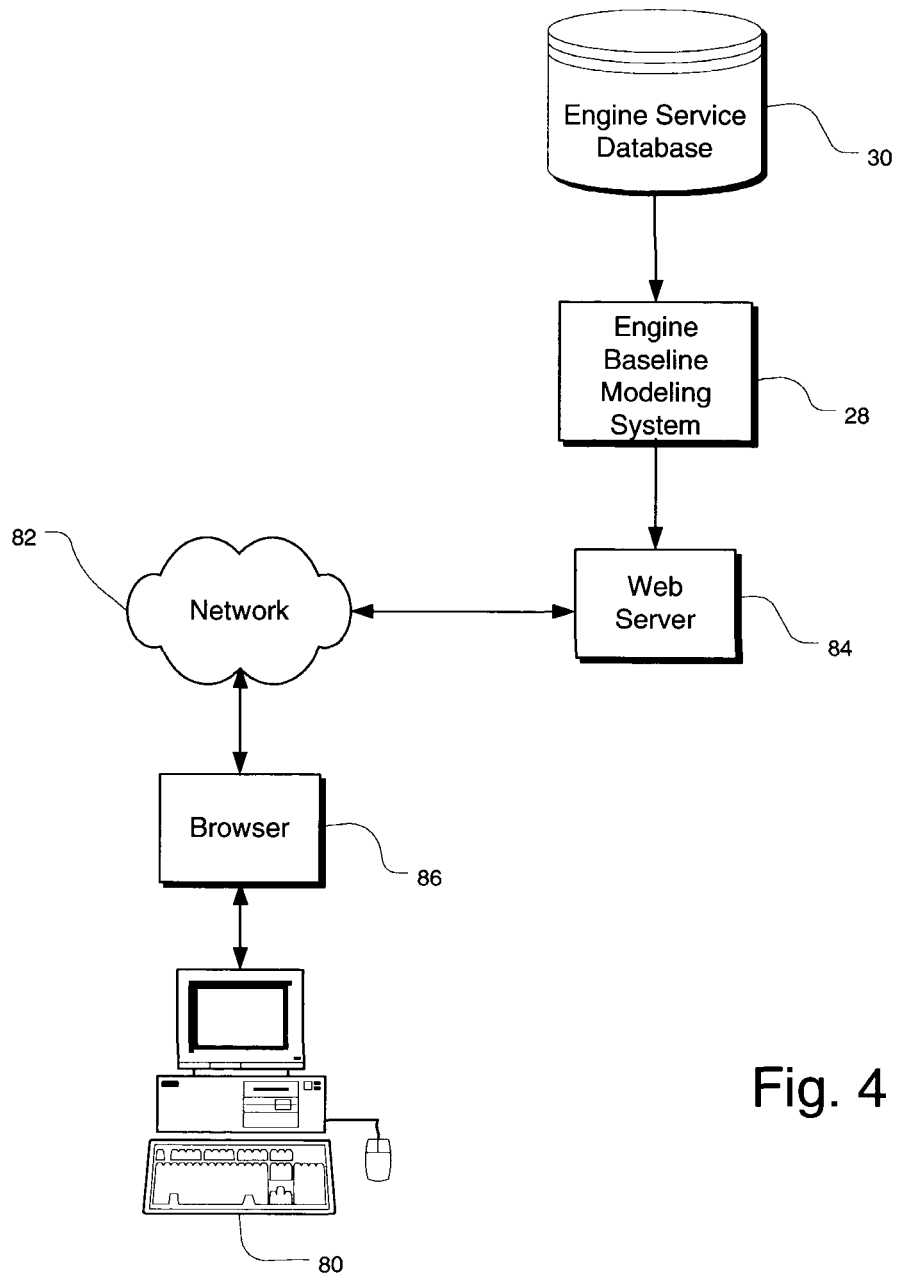 Engine Service
Database
30
Engine
Baseline
Modeling
System
28
82
Network
Web
Server
84
Browser
86
Fig. 4
80